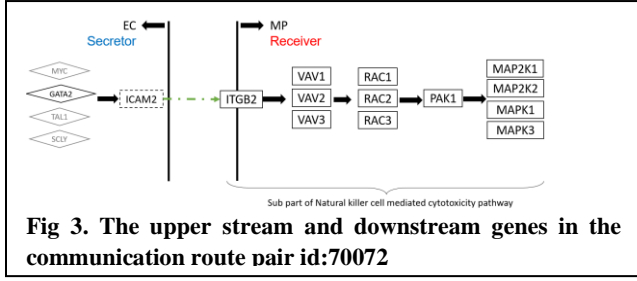 EC
MP
Secretor
Receiver
MYC
GATA2
TAL1
SCLY
ICAM2
ITGB2
VAV1
VAV2
VAV3
RAC1
RAC2
RAC3
PAK1
MAP2K1
MAP2K2
MAPK1
MAPK3
Sub part of Natural killer cell mediated cytotoxicity pathway
Fig 3. The upper stream and downstream genes in the
communication route pair id:70072